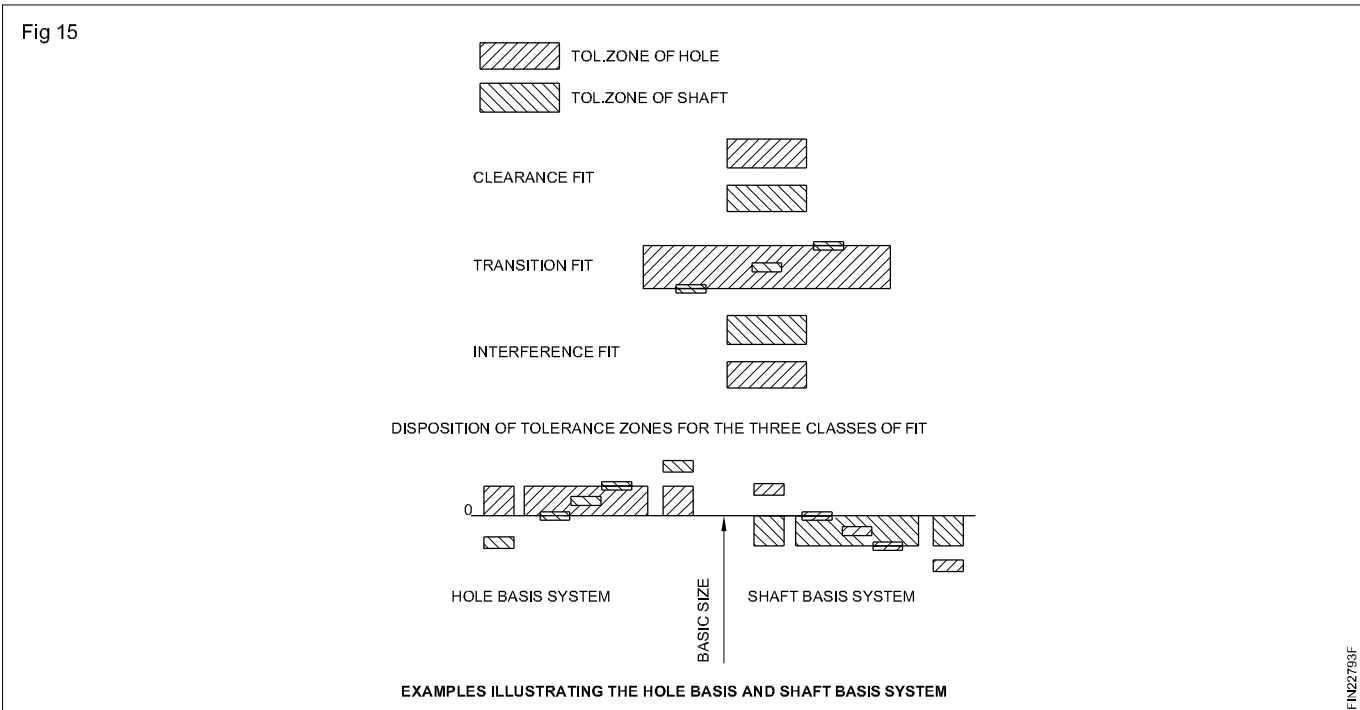 Fig 15
TOL.ZONE OF HOLE
TOL.ZONE OF SHAFT
CLEARANCE FIT
TRANSITION FIT
INTERFERENCE FIT
DISPOSITION OF TOLERANCE ZONES FOR THE THREE CLASSES OF FIT
0
HOLE BASIS SYSTEM
BASIC SIZE
SHAFT BASIS SYSTEM
EXAMPLES ILLUSTRATING THE HOLE BASIS AND SHAFT BASIS SYSTEM
FIN22793F